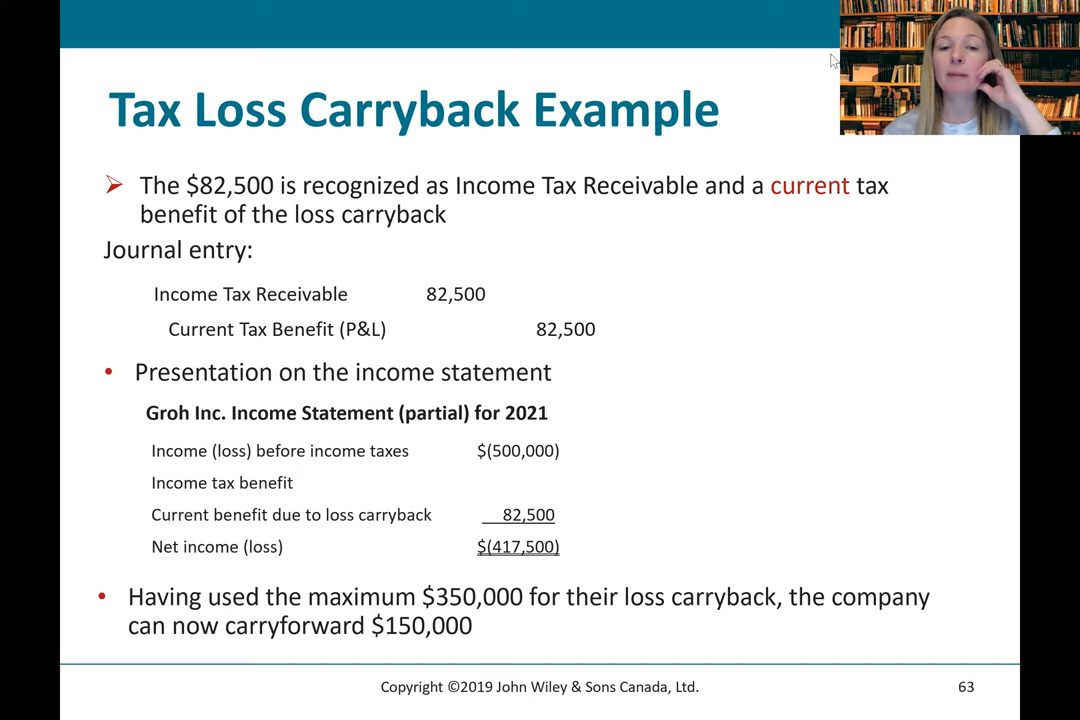 Tax Loss Carryback Example
The $82,500 is recognized as Income Tax Receivable and a current tax
benefit of the loss carryback
Journal entry:
Income Tax Receivable 82,500
Current Tax Benefit (P&L) 82,500
• Presentation on the income statement
Groh Inc. Income Statement (partial) for 2021
Income (loss) before income taxes $(500,000)
Income tax benefit
Current benefit due to loss carryback 82,500
Net income (loss) $(417,500)
• Having used the maximum $350,000 for their loss carryback, the company
can now carryforward $150,000
Copyright ©2019 John Wiley & Sons Canada, Ltd. 63